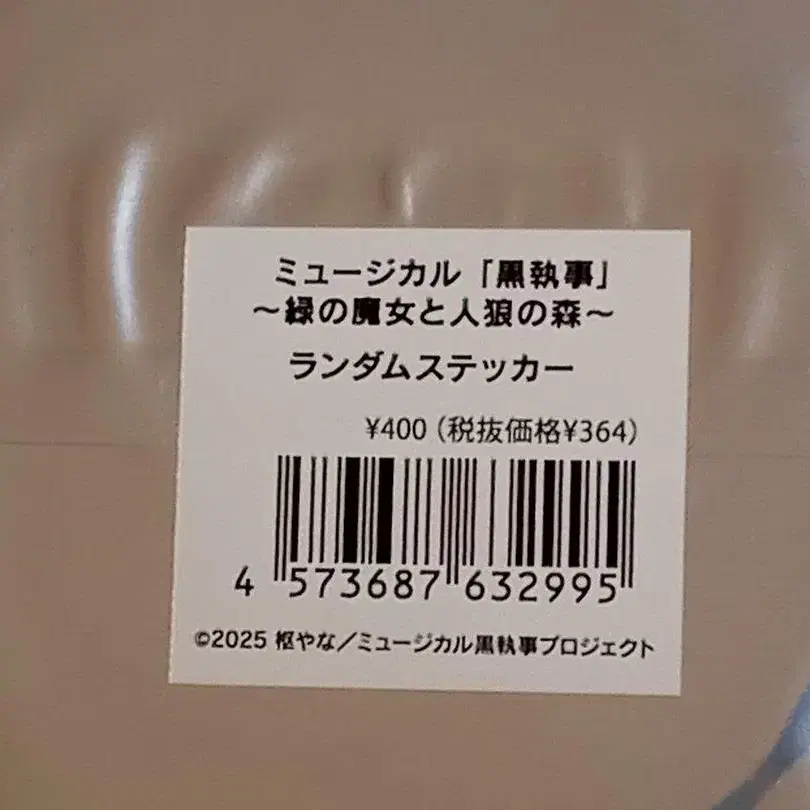 ミュージカル「黒執事」
～緑の魔女と人狼の森～
ランダムステッカー
¥400（税抜価格¥364）
4 573687 632995
©2025 枢やな／ミュージカル黒執事プロジェクト